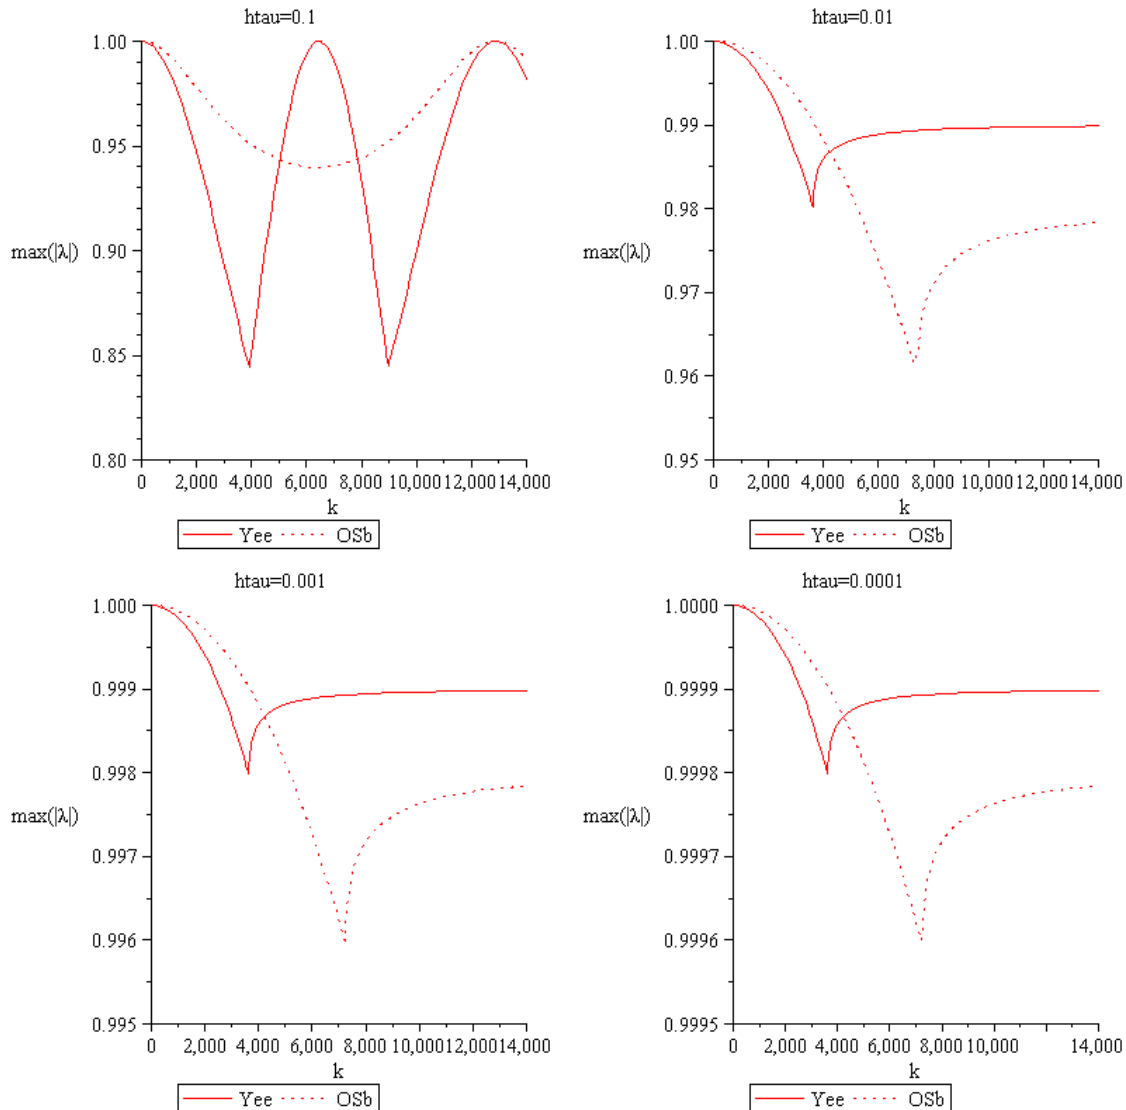 htau=0.1
1.00
0.95
max(|λ|)
0.90
0.85
0.80
0 2,000 4,000 6,000 8,000 10,000 12,000 14,000
k
Yee OSb
htau=0.01
1.00
0.99
0.98
max(|λ|)
0.97
0.96
0.95
0 2,000 4,000 6,000 8,000 10,000 12,000 14,000
k
Yee OSb
htau=0.001
1.000
0.999
0.998
max(|λ|)
0.997
0.996
0.995
0 2,000 4,000 6,000 8,000 10,000 12,000 14,000
k
Yee OSb
htau=0.0001
1.0000
0.9999
0.9998
max(|λ|)
0.9997
0.9996
0.9995
0 2,000 4,000 6,000 8,000 10,000 14,000
k
Yee OSb